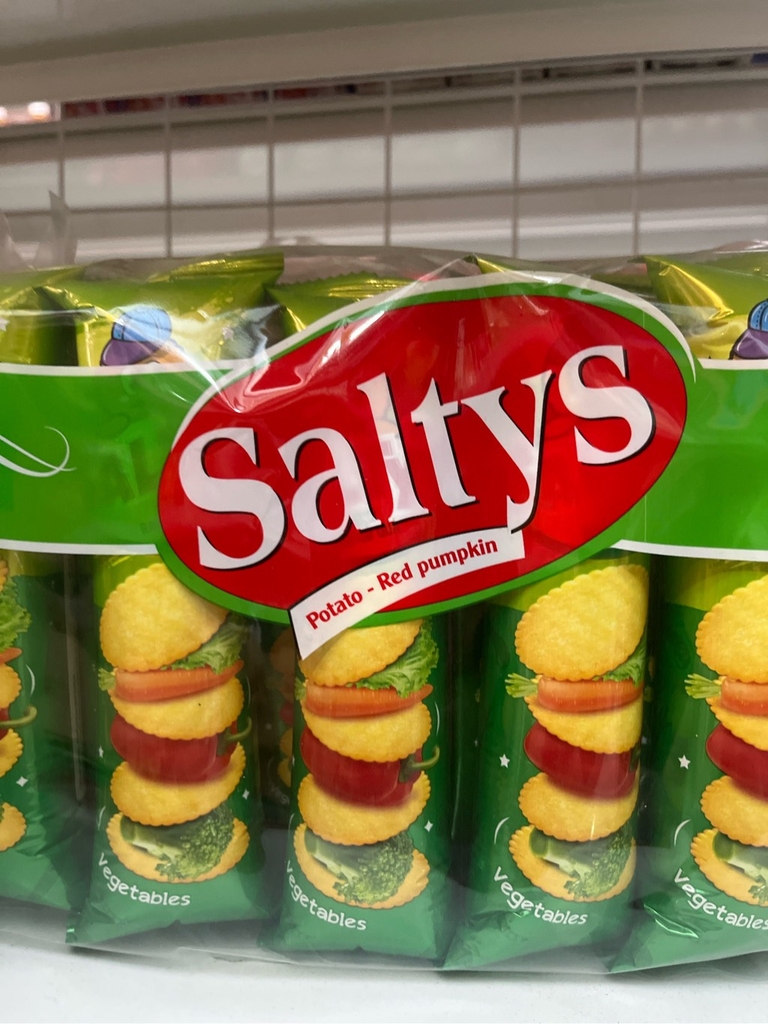 Saltys
Potato - Red pumpkin
Vegetables
Vegetables
Vegetables
Vegetables